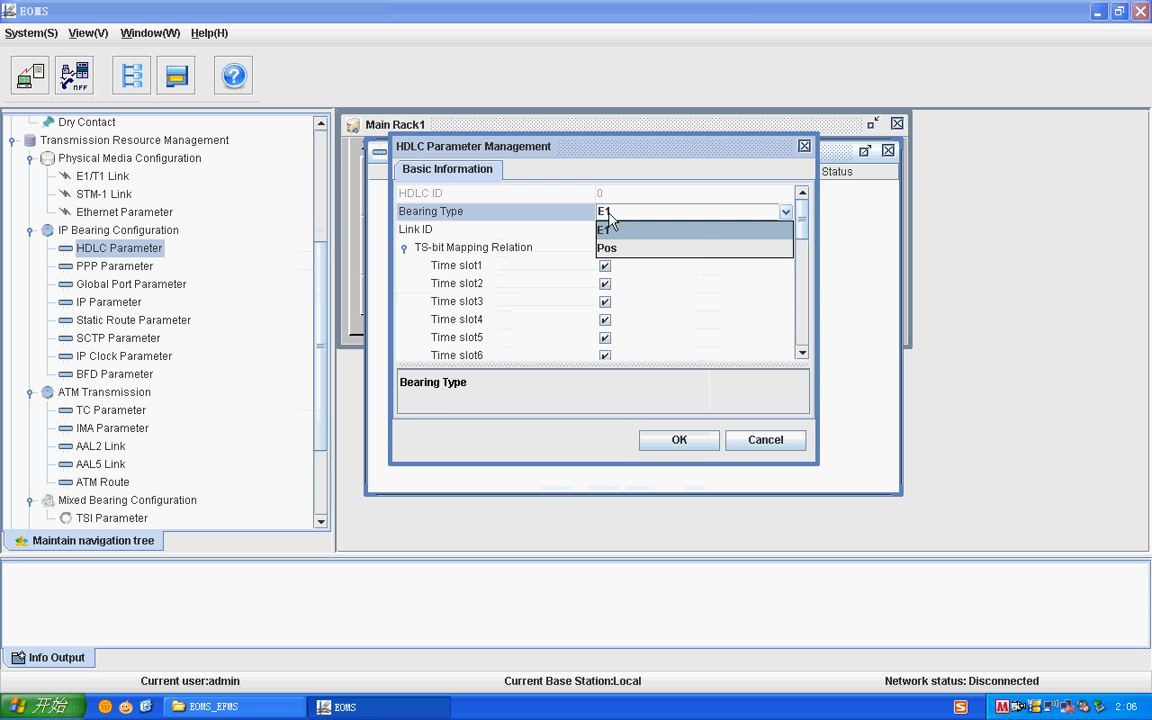 EOMS
System(S) View(V) Window(W) Help(H)
NFF
Dry Contact
Transmission Resource Management
Physical Media Configuration
E1/T1 Link
STM-1 Link
Ethernet Parameter
IP Bearing Configuration
HDLC Parameter
PPP Parameter
Global Port Parameter
IP Parameter
Static Route Parameter
SCTP Parameter
IP Clock Parameter
BFD Parameter
ATM Transmission
TC Parameter
IMA Parameter
AAL2 Link
AAL5 Link
ATM Route
Mixed Bearing Configuration
TSI Parameter
Maintain navigation tree
Main Rack1
Status
HDLC Parameter Management
Basic Information
HDLC ID 0
Bearing Type E1
E1
Link ID
Pos
TS-bit Mapping Relation
Time slot1
Time slot2
Time slot3
Time slot4
Time slot5
Time slot6
Bearing Type
OK Cancel
Info Output
Current user:admin Current Base Station:Local Network status: Disconnected
开始 EOMS_EFMS EOMS 2:06